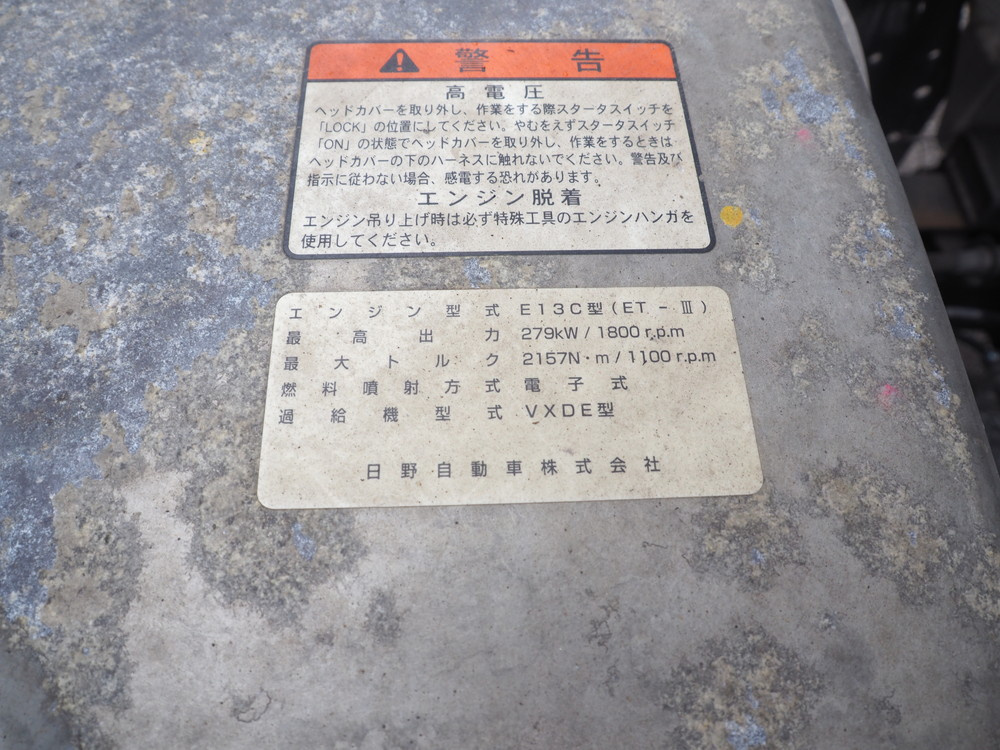 警告
高電圧
ヘッドカバーを取り外し、作業をする際スタータスイッチを
「LOCK」の位置にしてください。やむをえずスタータスイッチ
「ON」の状態でヘッドカバーを取り外し、作業をするときは
ヘッドカバーの下のハーネスに触れないでください。警告及び
指示に従わない場合、感電する恐れがあります。
エンジン脱着
エンジン吊り上げ時は必ず特殊工具のエンジンハンガを
使用してください。
エンジン型式 E13C型(ET-Ⅲ)
最高出力 279kW/1800 r.p.m
最大トルク 2157N・m/1100 r.p.m
燃料噴射方式 電子式
過給機型式 VXDE型
日野自動車株式会社